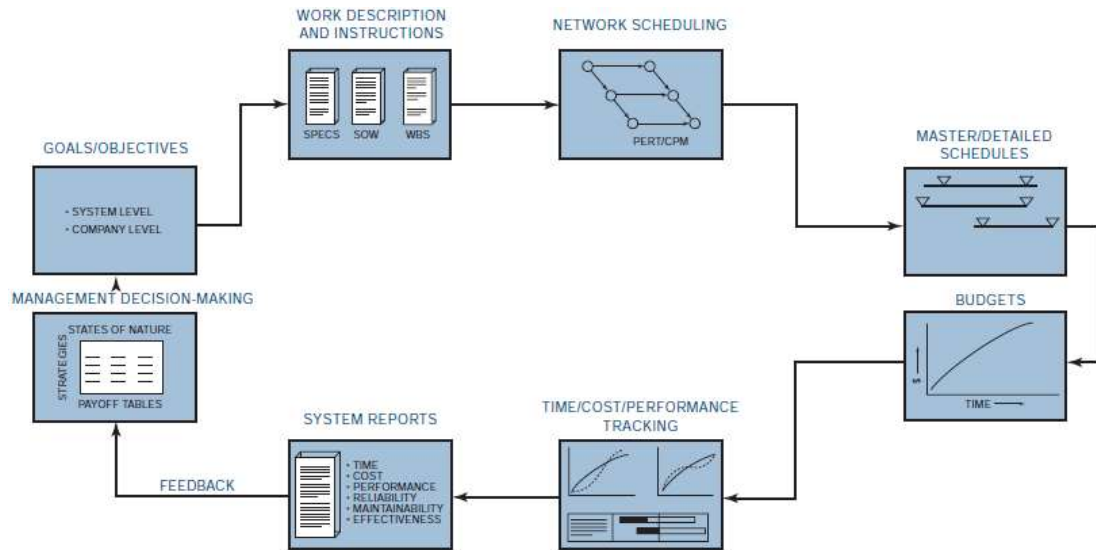 WORK DESCRIPTION
AND INSTRUCTIONS
SPECS
SOW
WBS
NETWORK SCHEDULING
PERT/CPM
MASTER/DETAILED
SCHEDULES
GOALS/OBJECTIVES
• SYSTEM LEVEL
• COMPANY LEVEL
MANAGEMENT DECISION-MAKING
STATES OF NATURE
STRATEGIES
PAYOFF TABLES
BUDGETS
$
TIME
TIME/COST/PERFORMANCE
TRACKING
SYSTEM REPORTS
• TIME
• COST
• PERFORMANCE
• RELIABILITY
• MAINTAINABILITY
• EFFECTIVENESS
FEEDBACK